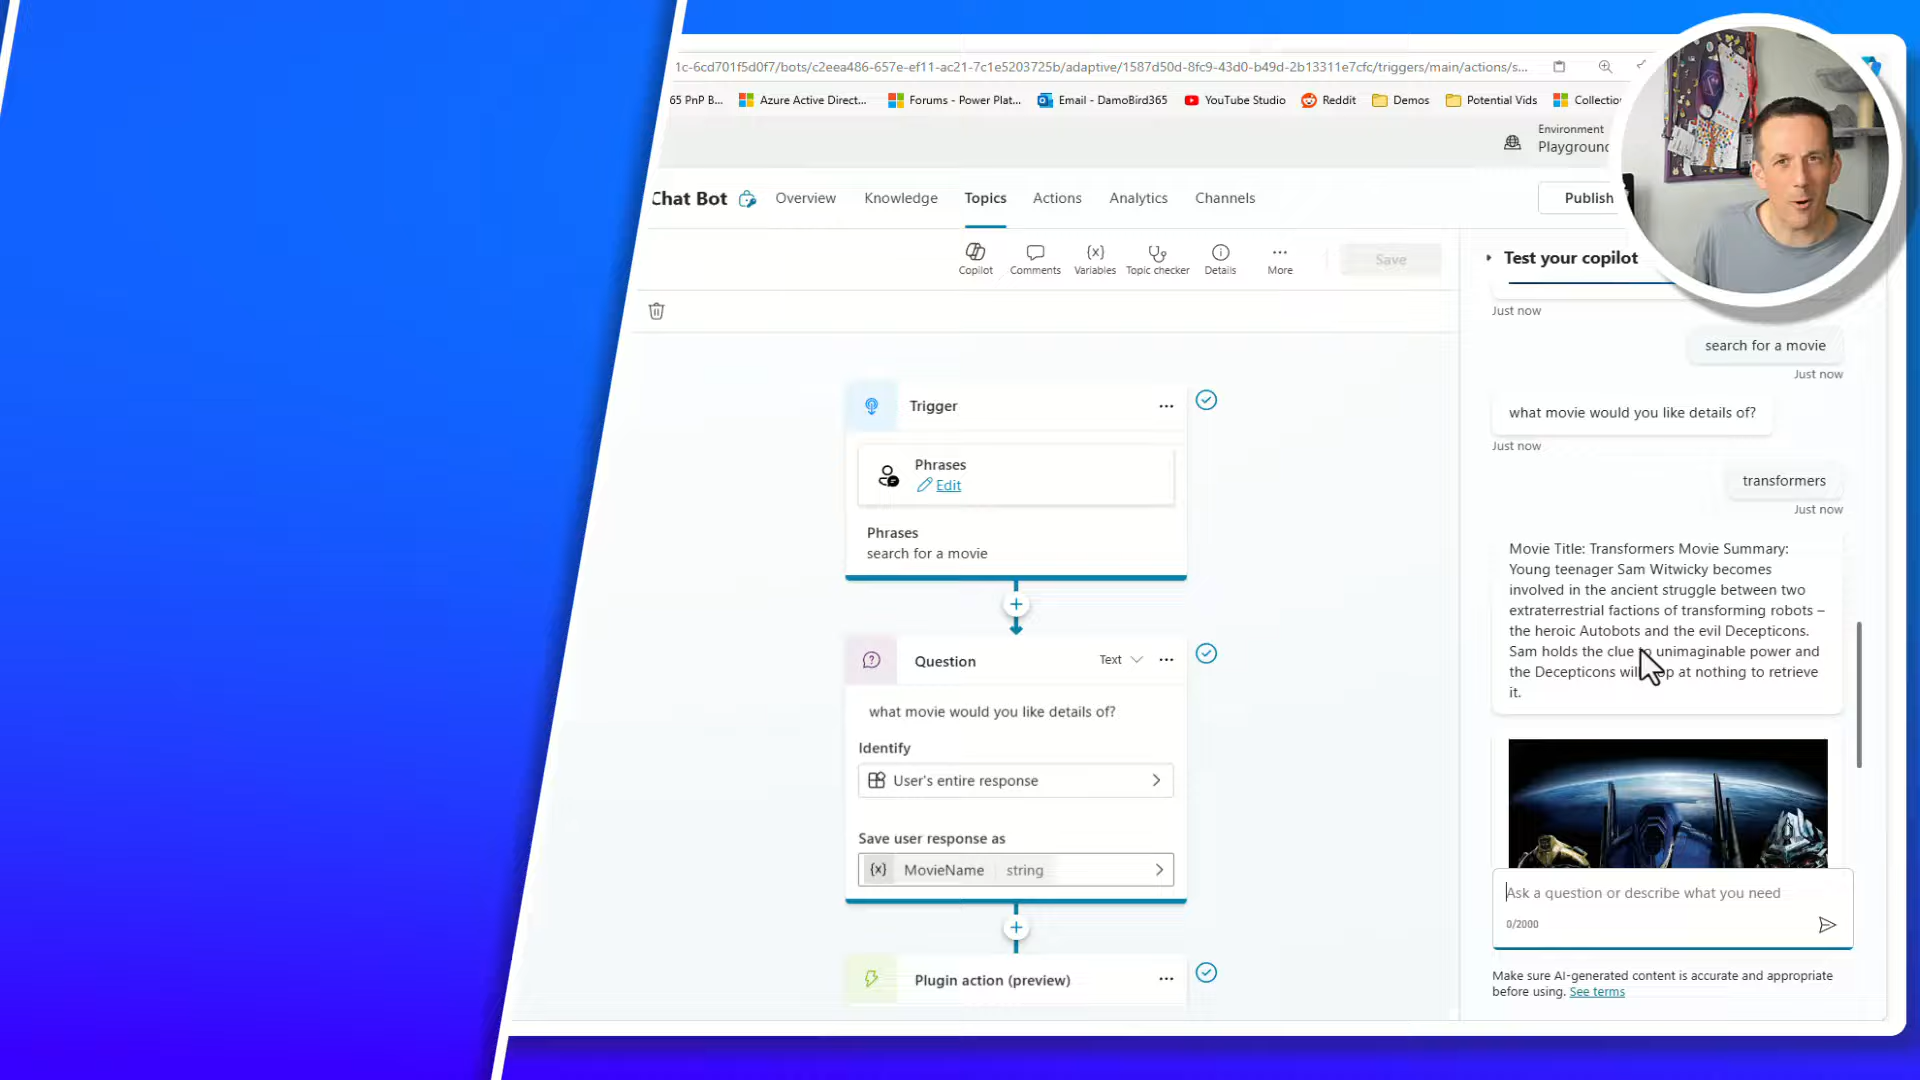 1c-6cd701f5d0f7/bots/c2eea486-657e-ef11-ac21-7c1e5203725b/adaptive/1587d50d-8fc9-43d0-b49d-2b13311e7cfc/triggers/main/actions/s...
65 PnP B... Azure Active Direct... Forums - Power Plat... Email - DamoBird365 YouTube Studio Reddit Demos Potential Vids Collection
Environment
Playground
Chat Bot Overview Knowledge Topics Actions Analytics Channels Publish
Copilot Comments Variables Topic checker Details More Save
Trigger
Phrases
Edit
Phrases
search for a movie
Question Text
what movie would you like details of?
Identify
User's entire response
Save user response as
{x} MovieName string
Plugin action (preview)
Test your copilot
Just now
search for a movie
Just now
what movie would you like details of?
Just now
transformers
Just now
Movie Title: Transformers Movie Summary:
Young teenager Sam Witwicky becomes
involved in the ancient struggle between two
extraterrestrial factions of transforming robots –
the heroic Autobots and the evil Decepticons.
Sam holds the clue to unimaginable power and
the Decepticons will stop at nothing to retrieve
it.
Ask a question or describe what you need
0/2000
Make sure AI-generated content is accurate and appropriate
before using. See terms